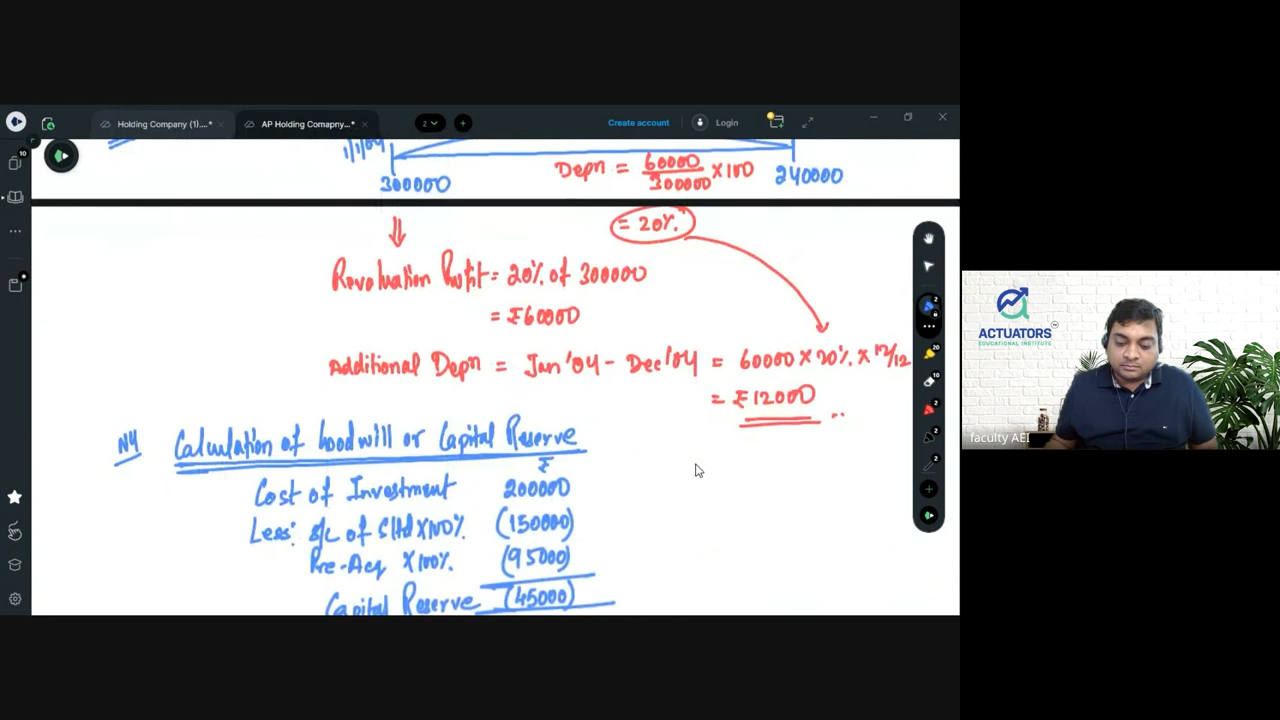 Holding Company (1)....*
AP Holding Comapny...*
2
Create account
Login
1/1/04
300000
Depn = 60000/300000 × 100
240000
= 20%.
Revaluation Profit = 20% of 300000
= ₹60000
Additional Depn = Jan'04 - Dec'04 = 60000 × 20% × 12/12
= ₹12000
N4 Calculation of Goodwill or Capital Reserve
₹
Cost of Investment 200000
Less: S/C of S Ltd × 100% (150000)
Pre-Acq × 100% (95000)
Capital Reserve (45000)
ACTUATORS
EDUCATIONAL INSTITUTE
faculty AEI